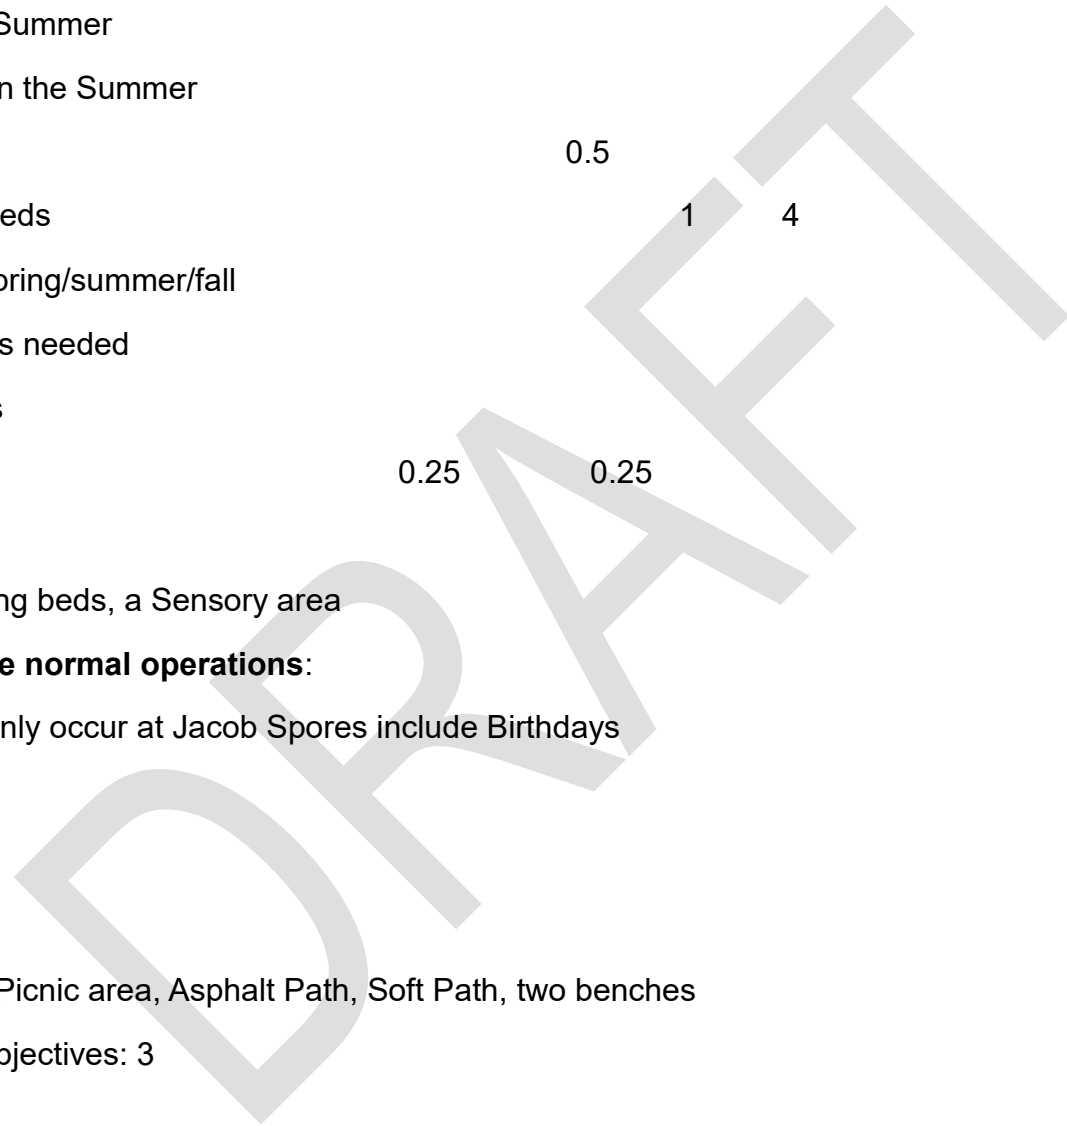 Summer
n the Summer
0.5
eds 1 4
oring/summer/fall
s needed
s
0.25 0.25
ng beds, a Sensory area
e normal operations:
nly occur at Jacob Spores include Birthdays
Picnic area, Asphalt Path, Soft Path, two benches
bjectives: 3
DRAFT